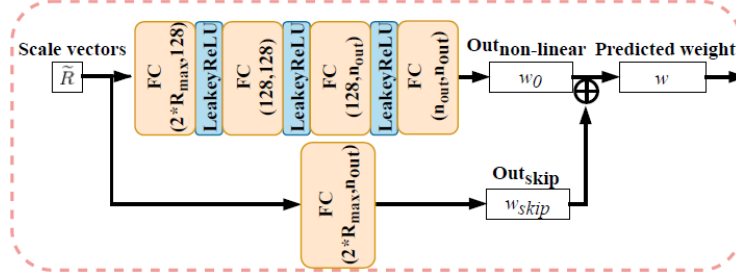 Scale vectors
R̃
FC
(2*Rmax,128)
LeakeyReLU
FC
(128,128)
LeakeyReLU
FC
(128,nout)
LeakeyReLU
FC
(nout,nout)
Outnon-linear
w0
Predicted weight
w
FC
(2*Rmax,nout)
Outskip
wskip